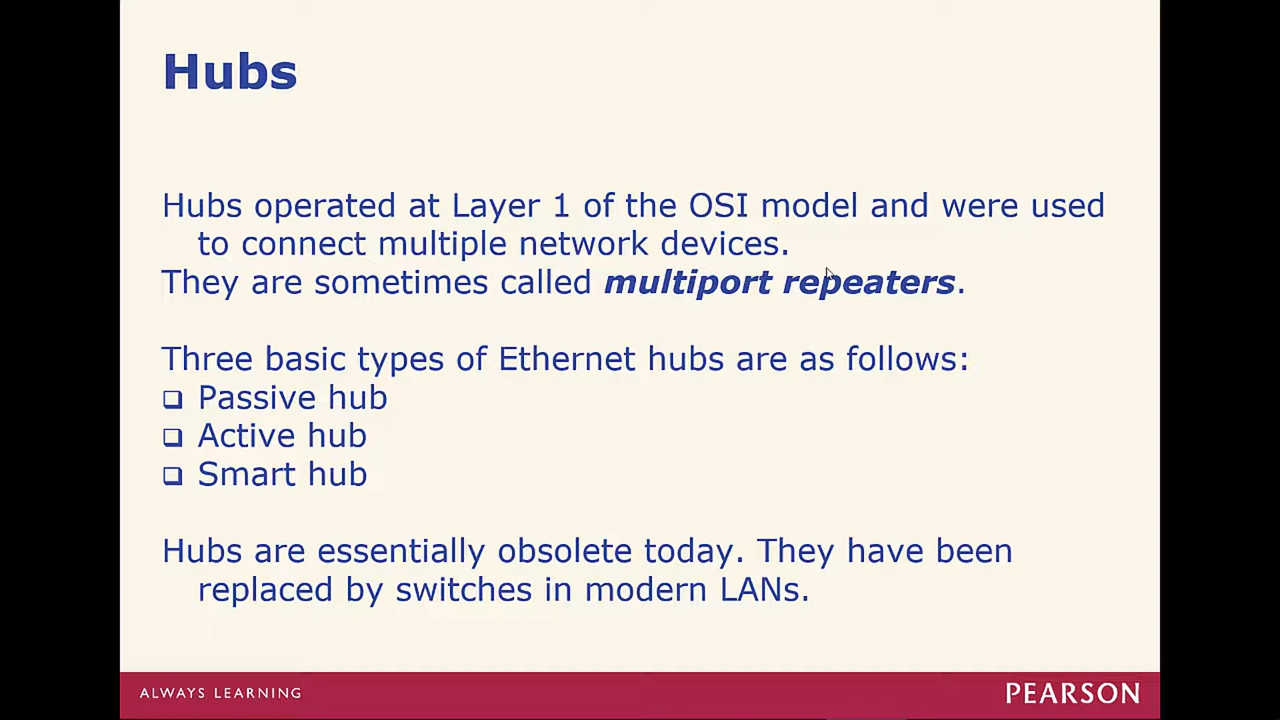 Hubs
Hubs operated at Layer 1 of the OSI model and were used
to connect multiple network devices.
They are sometimes called multiport repeaters.
Three basic types of Ethernet hubs are as follows:
❑ Passive hub
❑ Active hub
❑ Smart hub
Hubs are essentially obsolete today. They have been
replaced by switches in modern LANs.
ALWAYS LEARNING
PEARSON